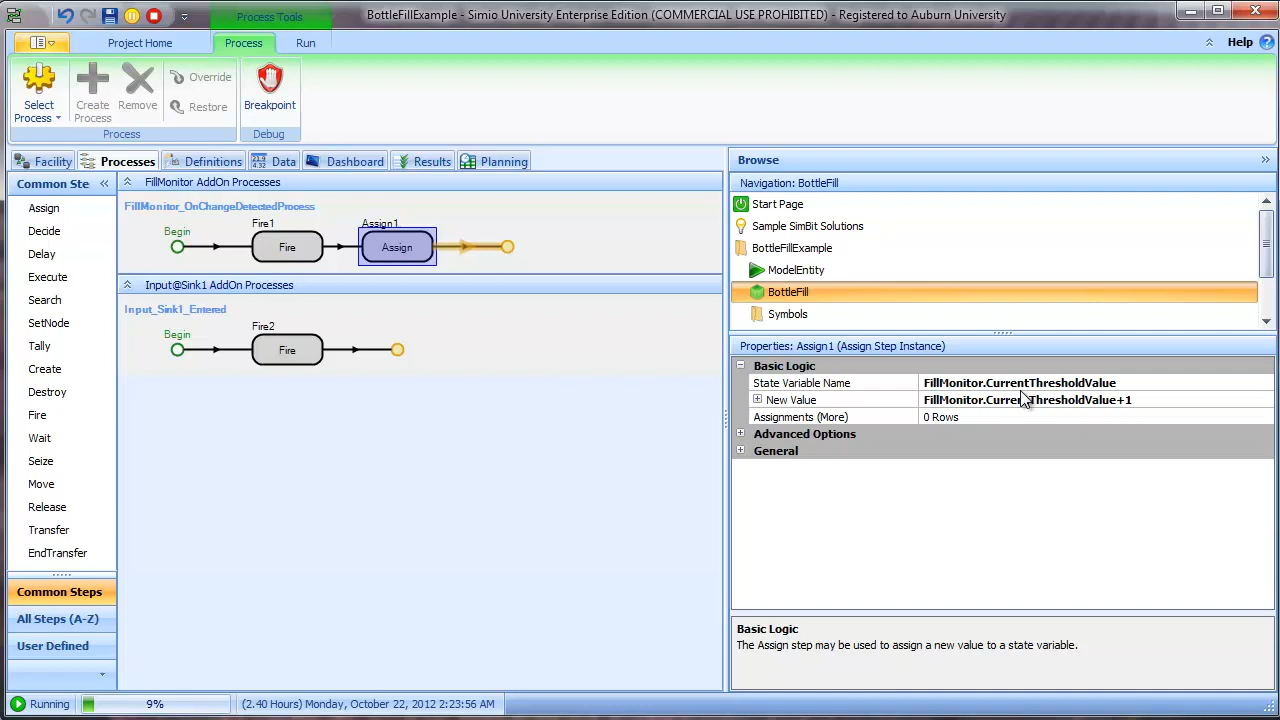 Process Tools
BottleFillExample - Simio University Enterprise Edition (COMMERCIAL USE PROHIBITED) - Registered to Auburn University
Project Home
Process
Run
Help
Select Process
Create Process
Remove
Override
Restore
Breakpoint
Process
Debug
Facility
Processes
Definitions
Data
Dashboard
Results
Planning
Common Ste
Assign
Decide
Delay
Execute
Search
SetNode
Tally
Create
Destroy
Fire
Wait
Seize
Move
Release
Transfer
EndTransfer
Common Steps
All Steps (A-Z)
User Defined
FillMonitor AddOn Processes
FillMonitor_OnChangeDetectedProcess
Begin
Fire1
Fire
Assign1
Assign
Input@Sink1 AddOn Processes
Input_Sink1_Entered
Begin
Fire2
Fire
Browse
Navigation: BottleFill
Start Page
Sample SimBit Solutions
BottleFillExample
ModelEntity
BottleFill
Symbols
Properties: Assign1 (Assign Step Instance)
Basic Logic
State Variable Name FillMonitor.CurrentThresholdValue
New Value FillMonitor.CurrentThresholdValue+1
Assignments (More) 0 Rows
Advanced Options
General
Basic Logic
The Assign step may be used to assign a new value to a state variable.
Running
9%
(2.40 Hours) Monday, October 22, 2012 2:23:56 AM